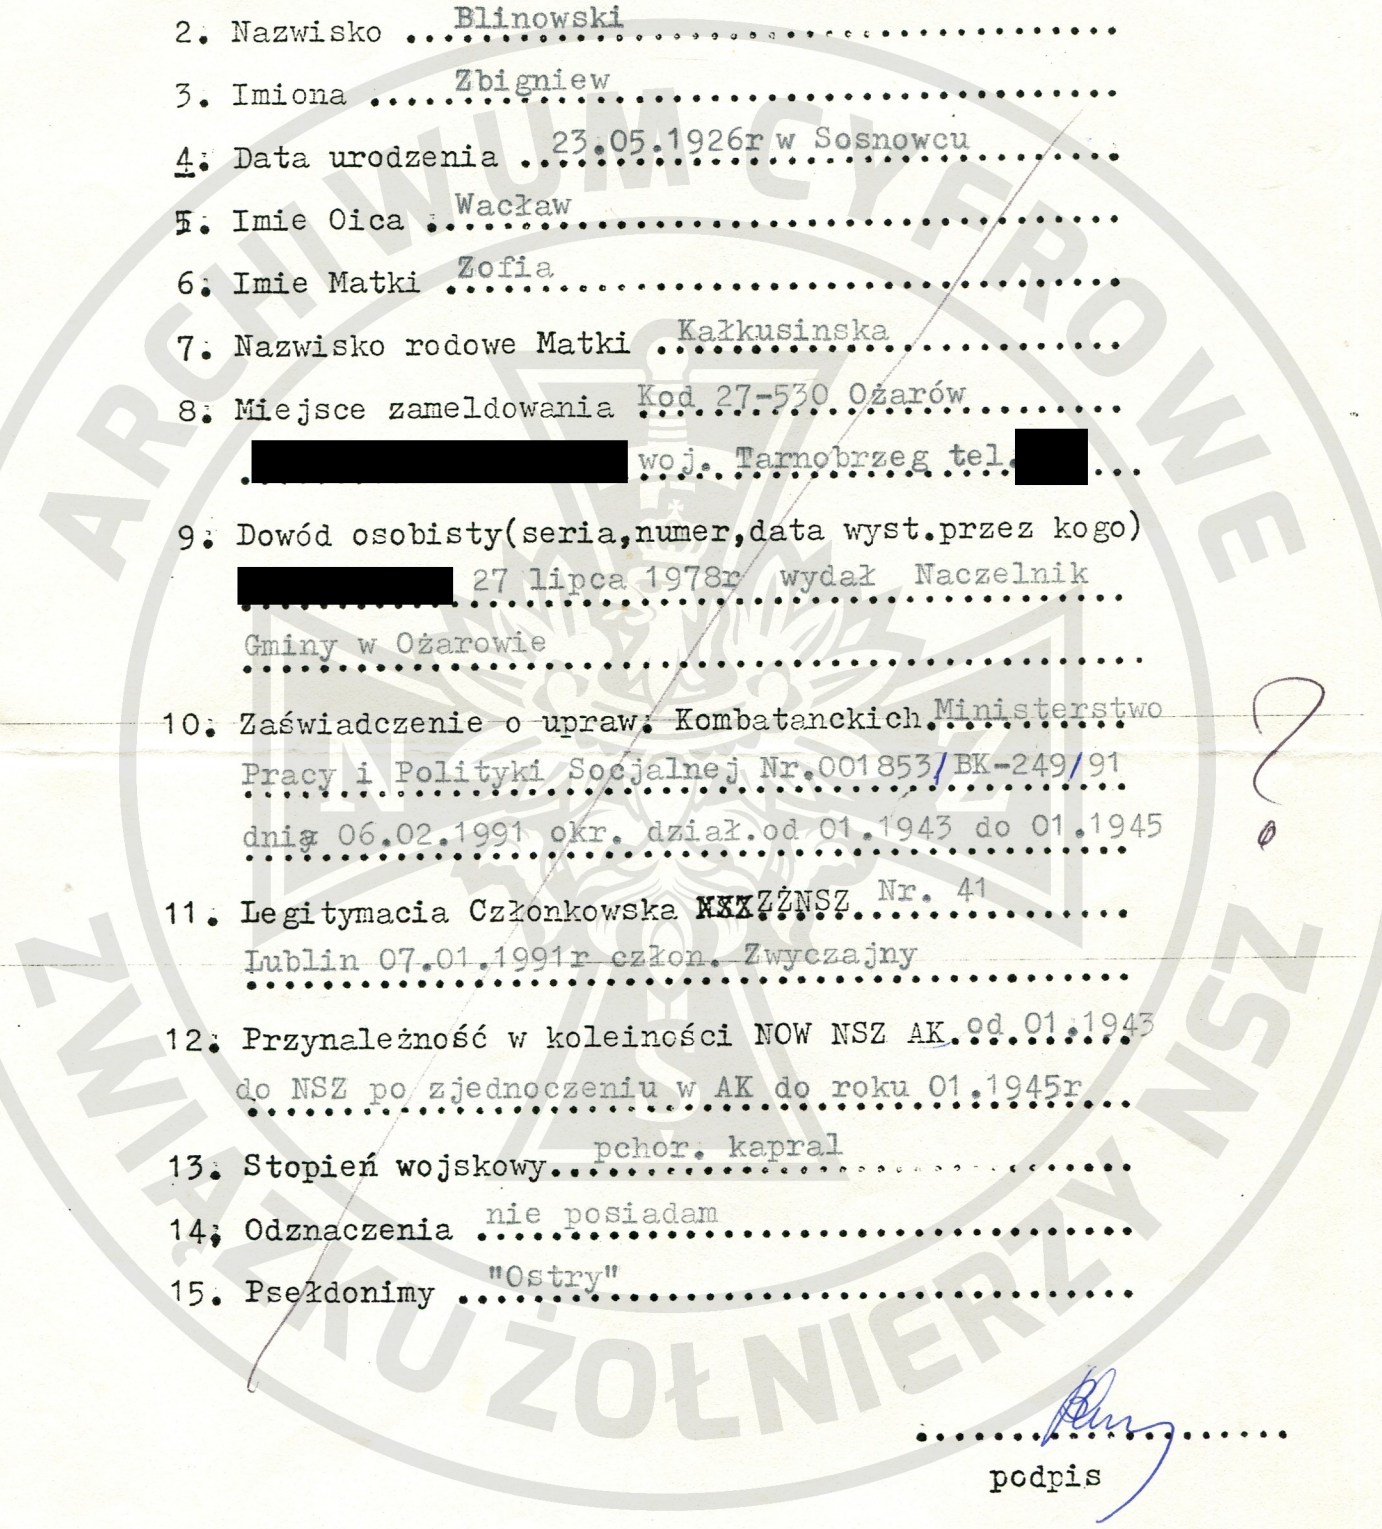 2. Nazwisko Blinowski
3. Imiona Zbigniew
4. Data urodzenia 23.05.1926r w Sosnowcu
5. Imie Oica Wacław
6. Imie Matki Zofia
7. Nazwisko rodowe Matki Kałkusinska
8. Miejsce zameldowania Kod 27-530 Ożarów
woj. Tarnobrzeg tel.
9. Dowód osobisty(seria,numer,data wyst.przez kogo)
27 lipca 1978r wydał Naczelnik
Gminy w Ożarowie
10. Zaświadczenie o upraw. Kombatanckich Ministerstwo
Pracy i Polityki Socjalnej Nr.001853/BK-249/91
dnia 06.02.1991 okr. dział.od 01.1943 do 01.1945
11. Legitymacia Członkowska ZŻNSZ Nr. 41
Lublin 07.01.1991r człon. Zwyczajny
12. Przynależność w koleiności NOW NSZ AK od 01.1943
do NSZ po zjednoczeniu w AK do roku 01.1945r
13. Stopień wojskowy pchor. kapral
14; Odznaczenia nie posiadam
15. Psełdonimy "Ostry"
podpis
?
ARCHIWUM CYFROWE
ZWIĄZKU ŻOŁNIERZY NSZ
N S Z